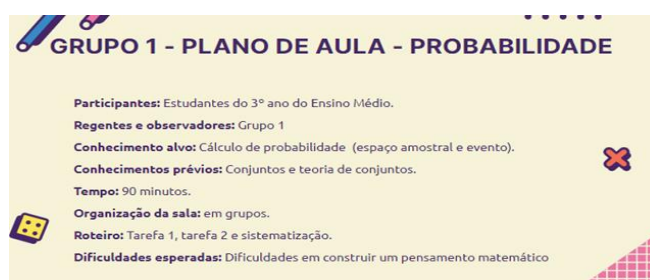 GRUPO 1 - PLANO DE AULA - PROBABILIDADE
Participantes: Estudantes do 3º ano do Ensino Médio.
Regentes e observadores: Grupo 1
Conhecimento alvo: Cálculo de probabilidade (espaço amostral e evento).
Conhecimentos prévios: Conjuntos e teoria de conjuntos.
Tempo: 90 minutos.
Organização da sala: em grupos.
Roteiro: Tarefa 1, tarefa 2 e sistematização.
Dificuldades esperadas: Dificuldades em construir um pensamento matemático